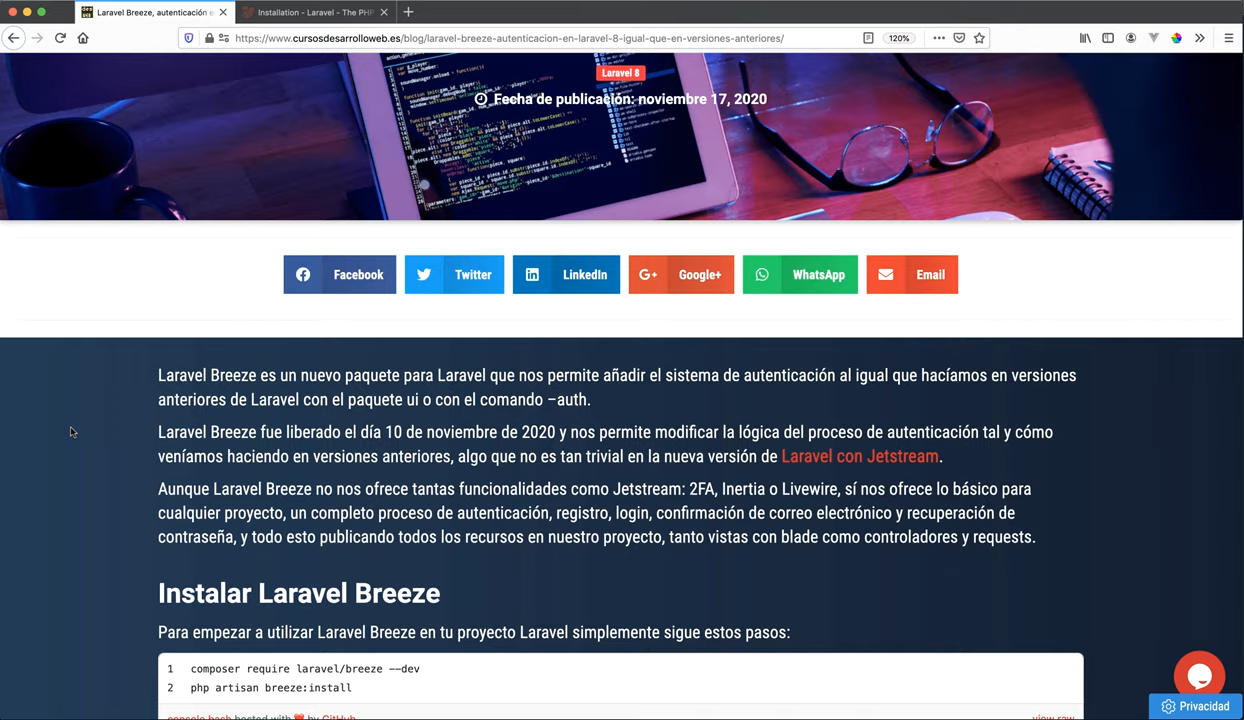 Laravel Breeze, autenticación e
Installation - Laravel - The PHP
https://www.cursosdesarrolloweb.es/blog/laravel-breeze-autenticacion-en-laravel-8-igual-que-en-versiones-anteriores/
120%
Laravel 8
Fecha de publicación: noviembre 17, 2020
Facebook
Twitter
LinkedIn
Google+
WhatsApp
Email
Laravel Breeze es un nuevo paquete para Laravel que nos permite añadir el sistema de autenticación al igual que hacíamos en versiones
anteriores de Laravel con el paquete ui o con el comando –auth.
Laravel Breeze fue liberado el día 10 de noviembre de 2020 y nos permite modificar la lógica del proceso de autenticación tal y cómo
veníamos haciendo en versiones anteriores, algo que no es tan trivial en la nueva versión de Laravel con Jetstream.
Aunque Laravel Breeze no nos ofrece tantas funcionalidades como Jetstream: 2FA, Inertia o Livewire, sí nos ofrece lo básico para
cualquier proyecto, un completo proceso de autenticación, registro, login, confirmación de correo electrónico y recuperación de
contraseña, y todo esto publicando todos los recursos en nuestro proyecto, tanto vistas con blade como controladores y requests.
Instalar Laravel Breeze
Para empezar a utilizar Laravel Breeze en tu proyecto Laravel simplemente sigue estos pasos:
1 composer require laravel/breeze --dev
2 php artisan breeze:install
console.bash hosted with ❤ by GitHub
view raw
Privacidad